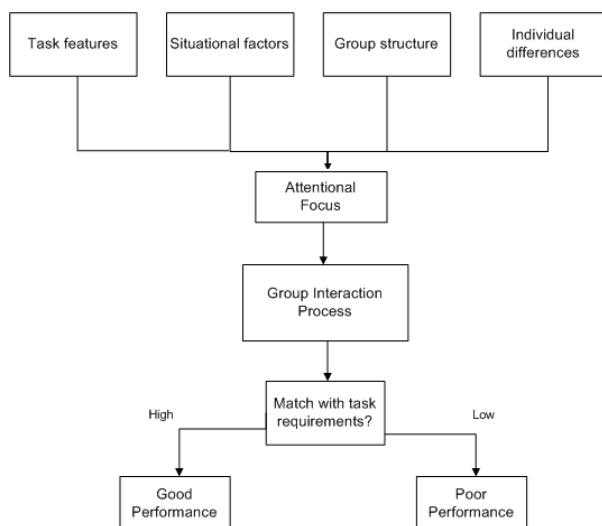 Task features
Situational factors
Group structure
Individual
differences
Attentional
Focus
Group Interaction
Process
Match with task
requirements?
High
Low
Good
Performance
Poor
Performance